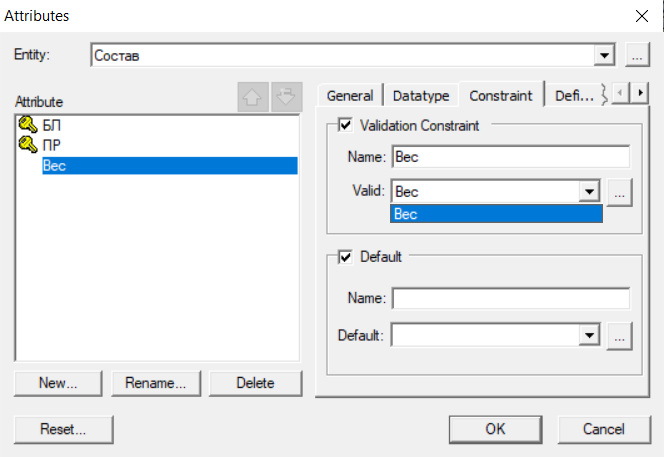 Attributes
Entity: Состав ...
Attribute
БП
ПР
Вес
New... Rename... Delete
General Datatype Constraint Defi...
Validation Constraint
Name: Вес
Valid: Вес ...
Вес
Default
Name:
Default: ...
Reset... OK Cancel